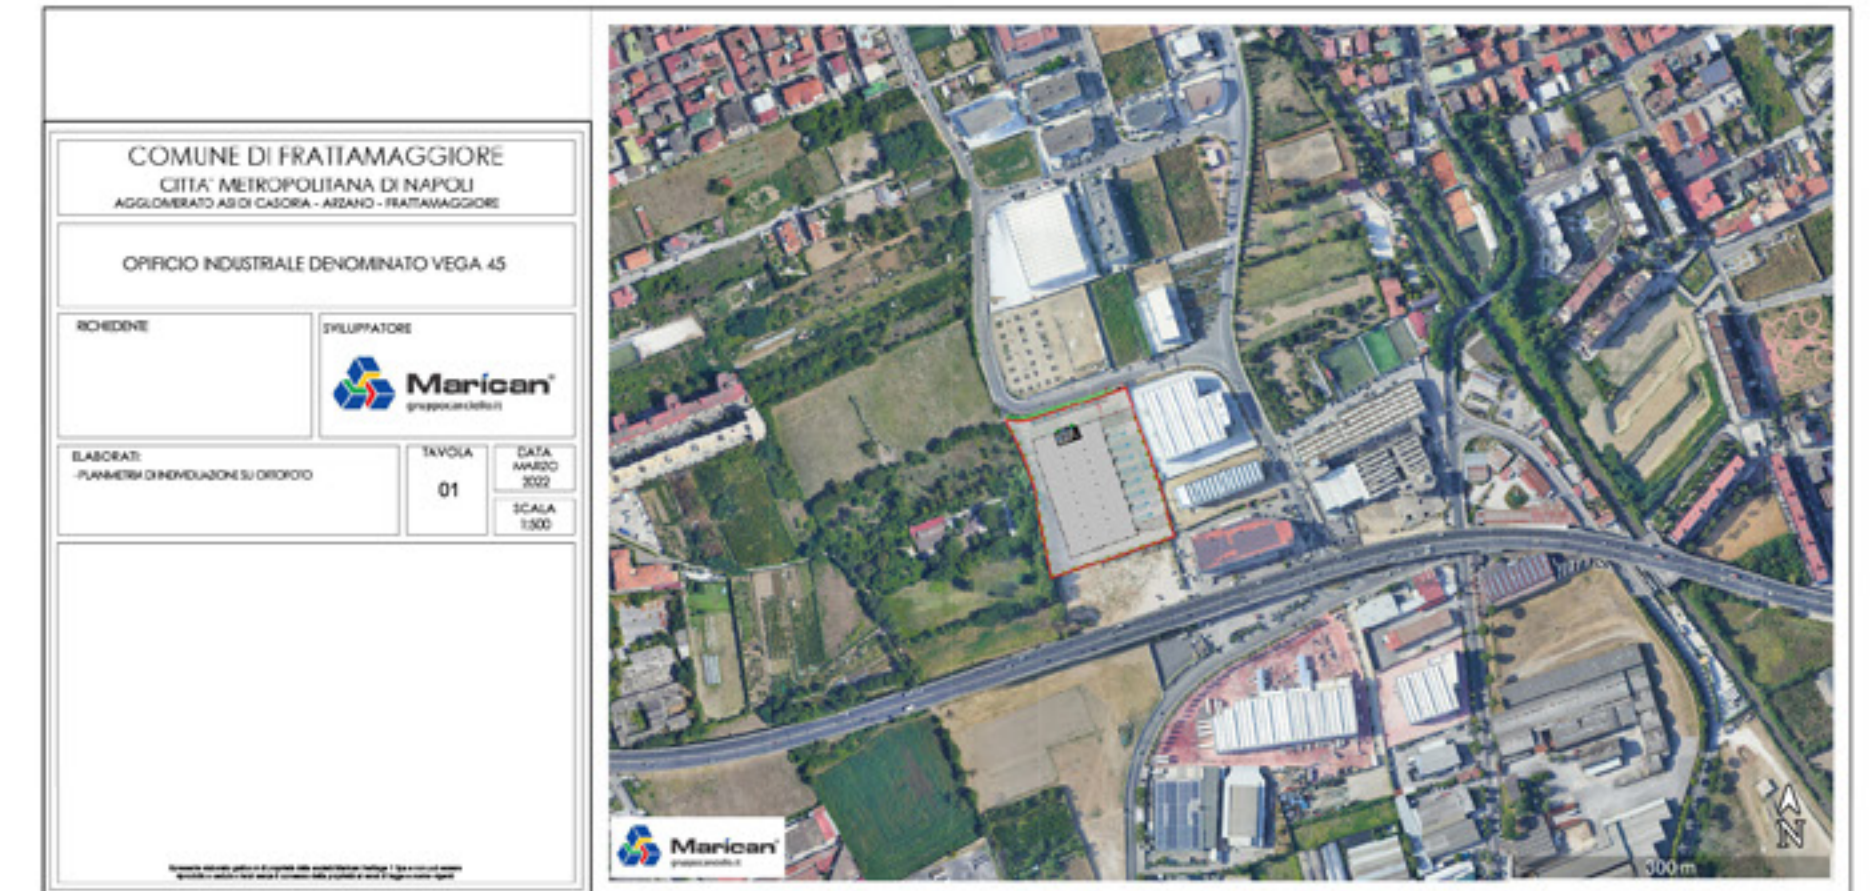 COMUNE DI FRATTAMAGGIORE
CITTA' METROPOLITANA DI NAPOLI
AGGLOMERATO ASI DI CASORIA - ARZANO - FRATTAMAGGIORE
OPIFICIO INDUSTRIALE DENOMINATO VEGA 45
RICHIEDENTE
SVILUPPATORE
Marican
gruppocanciello.it
ELABORATI:
- PLANIMETRIA DI INDIVIDUAZIONE SU ORTOFOTO
TAVOLA
01
DATA
MARZO
2022
SCALA
1:500
Marican
gruppocanciello.it
N
300 m